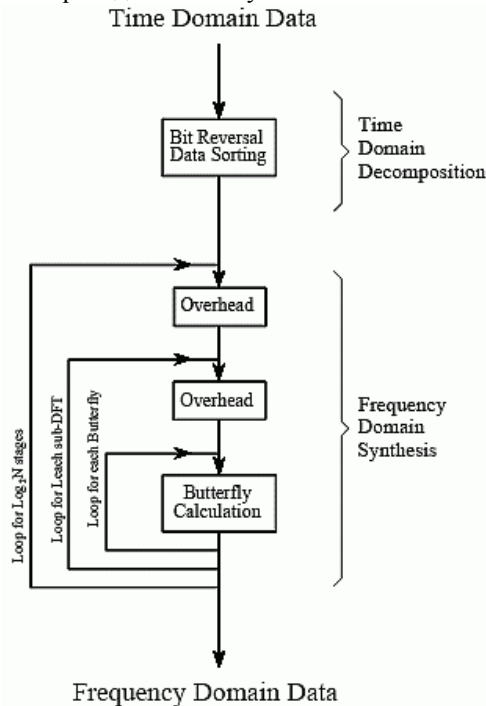 Time Domain Data
Bit Reversal
Data Sorting
Time
Domain
Decomposition
Overhead
Overhead
Butterfly
Calculation
Frequency
Domain
Synthesis
Loop for Log₂N stages
Loop for Leach sub-DFT
Loop for each Butterfly
Frequency Domain Data